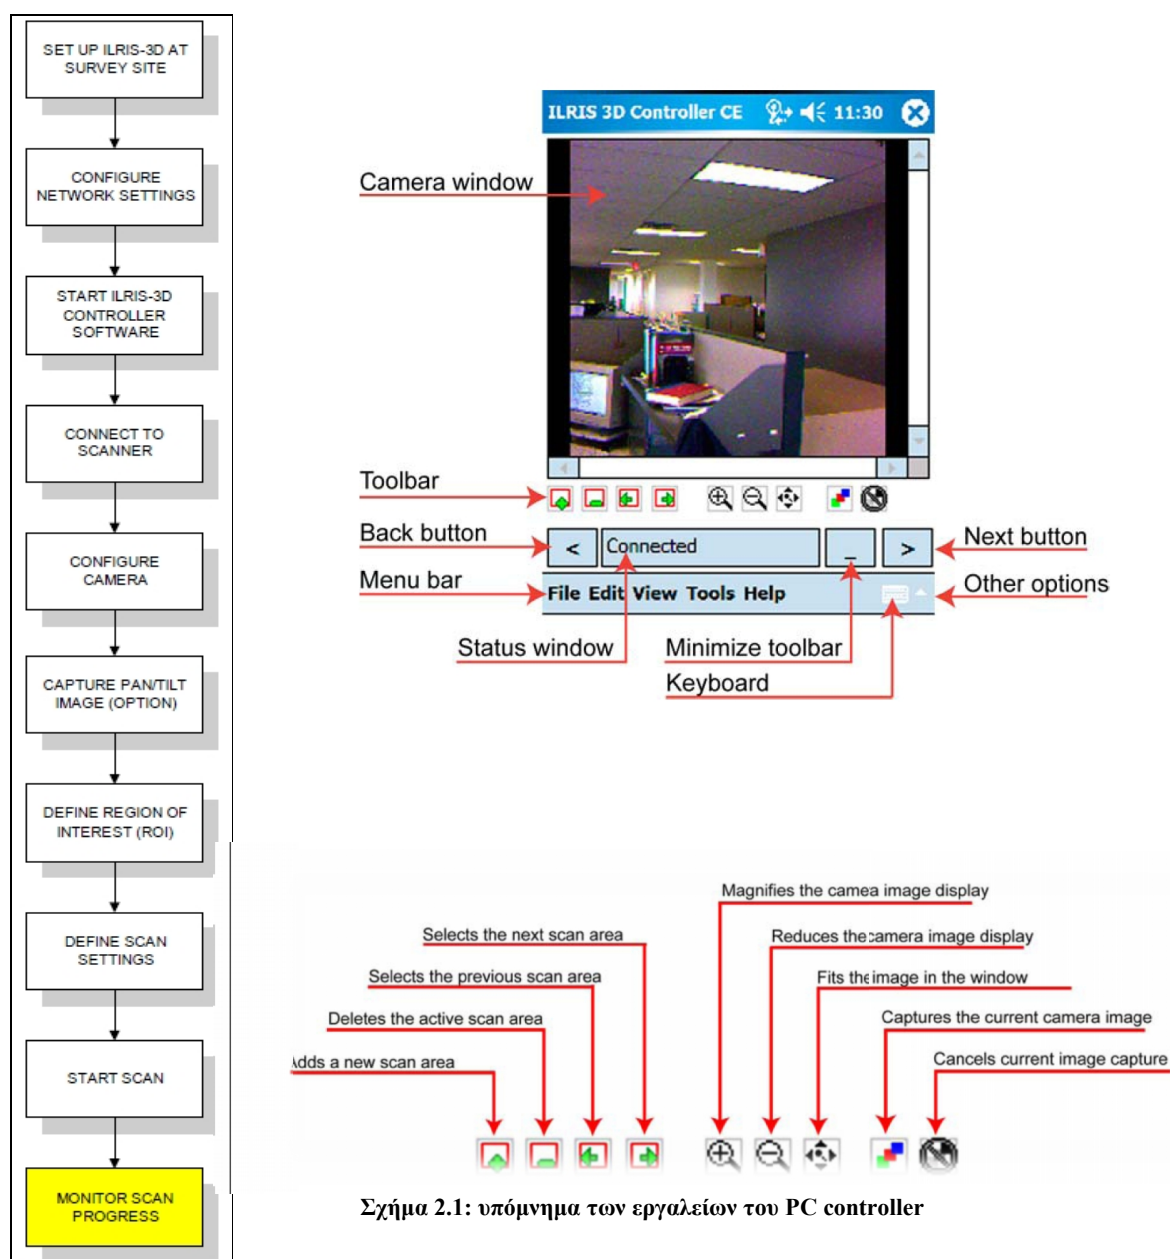 SET UP ILRIS-3D AT
SURVEY SITE
CONFIGURE
NETWORK SETTINGS
START ILRIS-3D
CONTROLLER
SOFTWARE
CONNECT TO
SCANNER
CONFIGURE
CAMERA
CAPTURE PAN/TILT
IMAGE (OPTION)
DEFINE REGION OF
INTEREST (ROI)
DEFINE SCAN
SETTINGS
START SCAN
MONITOR SCAN
PROGRESS
ILRIS 3D Controller CE 11:30
Camera window
Toolbar
Back button
< Connected _ >
Next button
Menu bar
File Edit View Tools Help
Other options
Status window
Minimize toolbar
Keyboard
Magnifies the camea image display
Selects the next scan area
Reduces the camera image display
Selects the previous scan area
Fits the image in the window
Deletes the active scan area
Captures the current camera image
Adds a new scan area
Cancels current image capture
Σχήμα 2.1: υπόμνημα των εργαλείων του PC controller